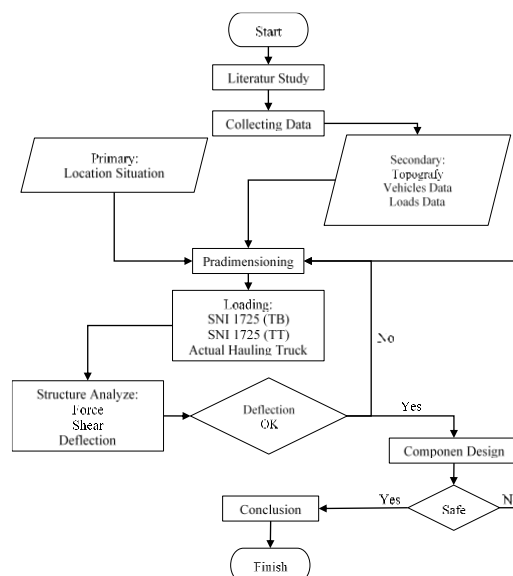 Start
Literatur Study
Collecting Data
Primary:
Location Situation
Secondary:
Topografy
Vehicles Data
Loads Data
Pradimensioning
Loading:
SNI 1725 (TB)
SNI 1725 (TT)
Actual Hauling Truck
No
Structure Analyze:
Force
Shear
Deflection
Deflection
OK
Yes
Componen Design
Safe
Yes
N
Conclusion
Finish